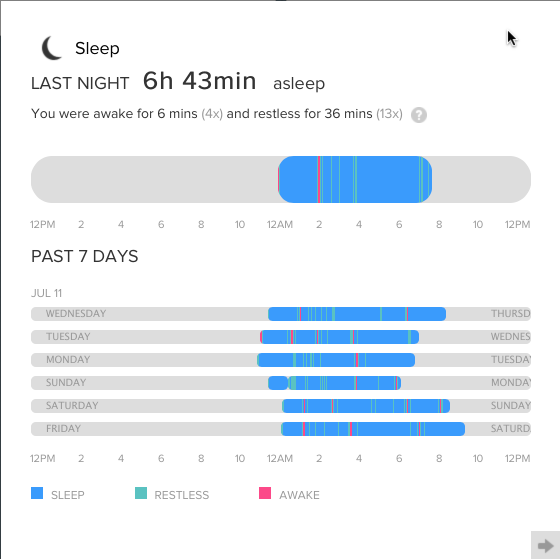 Sleep
LAST NIGHT 6h 43min asleep
You were awake for 6 mins (4x) and restless for 36 mins (13x) ?
12PM 2 4 6 8 10 12AM 2 4 6 8 10 12PM
PAST 7 DAYS
JUL 11
WEDNESDAY THURSD
TUESDAY WEDNES
MONDAY TUESDA
SUNDAY MONDA
SATURDAY SUNDAY
FRIDAY SATURD
12PM 2 4 6 8 10 12AM 2 4 6 8 10 12PM
SLEEP RESTLESS AWAKE